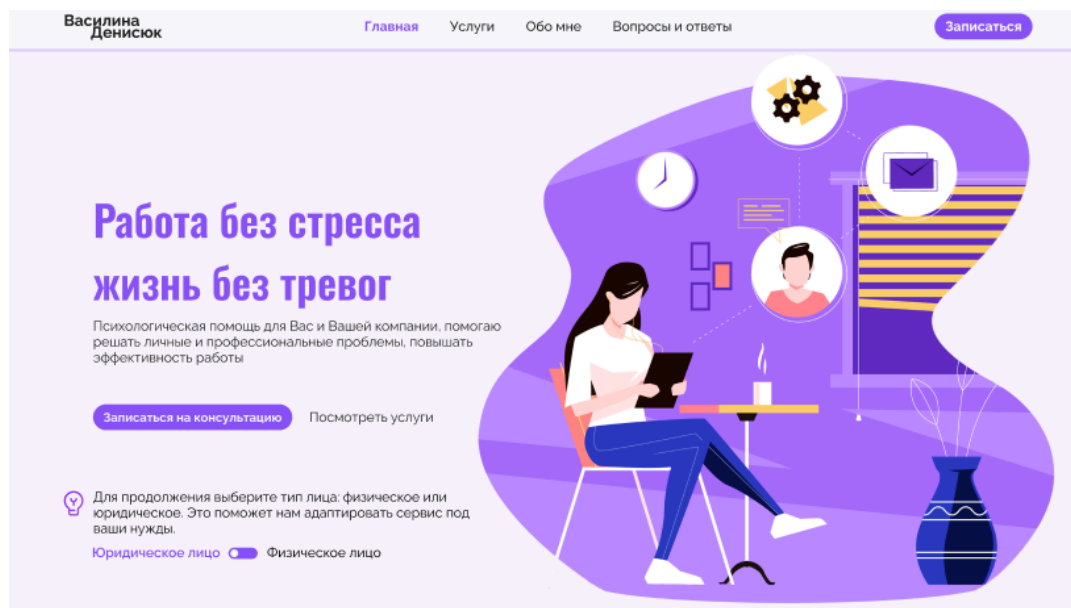 Василина
Денисюк
Главная
Услуги
Обо мне
Вопросы и ответы
Записаться
Работа без стресса
жизнь без тревог
Психологическая помощь для Вас и Вашей компании, помогаю
решать личные и профессиональные проблемы, повышать
эффективность работы
Записаться на консультацию
Посмотреть услуги
Для продолжения выберите тип лица: физическое или
юридическое. Это поможет нам адаптировать сервис под
ваши нужды.
Юридическое лицо
Физическое лицо